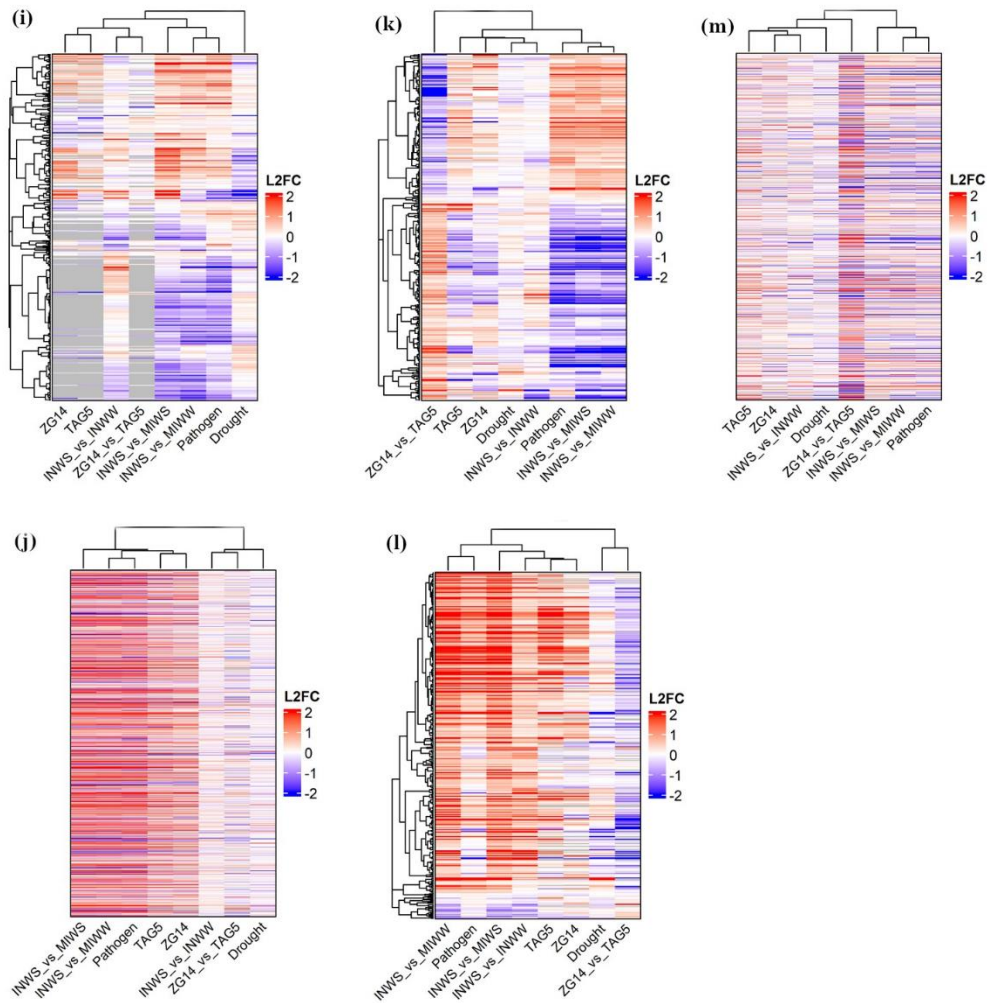 (i)
L2FC
2
1
0
-1
-2
ZG14
TAG5
INWS_vs_INWW
ZG14_vs_TAG5
INWS_vs_MIWS
INWS_vs_MIWW
Pathogen
Drought
(k)
L2FC
2
1
0
-1
-2
ZG14_vs_TAG5
TAG5
ZG14
Drought
INWS_vs_INWW
Pathogen
INWS_vs_MIWS
INWS_vs_MIWW
(m)
L2FC
2
1
0
-1
-2
TAG5
ZG14
INWS_vs_INWW
Drought
ZG14_vs_TAG5
INWS_vs_MIWS
INWS_vs_MIWW
Pathogen
(j)
L2FC
2
1
0
-1
-2
INWS_vs_MIWS
INWS_vs_MIWW
Pathogen
TAG5
ZG14
INWS_vs_INWW
ZG14_vs_TAG5
Drought
(l)
L2FC
2
1
0
-1
-2
INWS_vs_MIWW
Pathogen
INWS_vs_MIWS
INWS_vs_INWW
TAG5
ZG14
Drought
ZG14_vs_TAG5